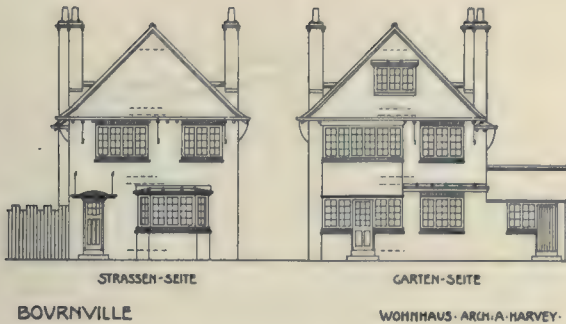 STRASSEN-SEITE
GARTEN-SEITE
BOVRNVILLE
WOHNHAUS · ARCH: A · HARVEY ·